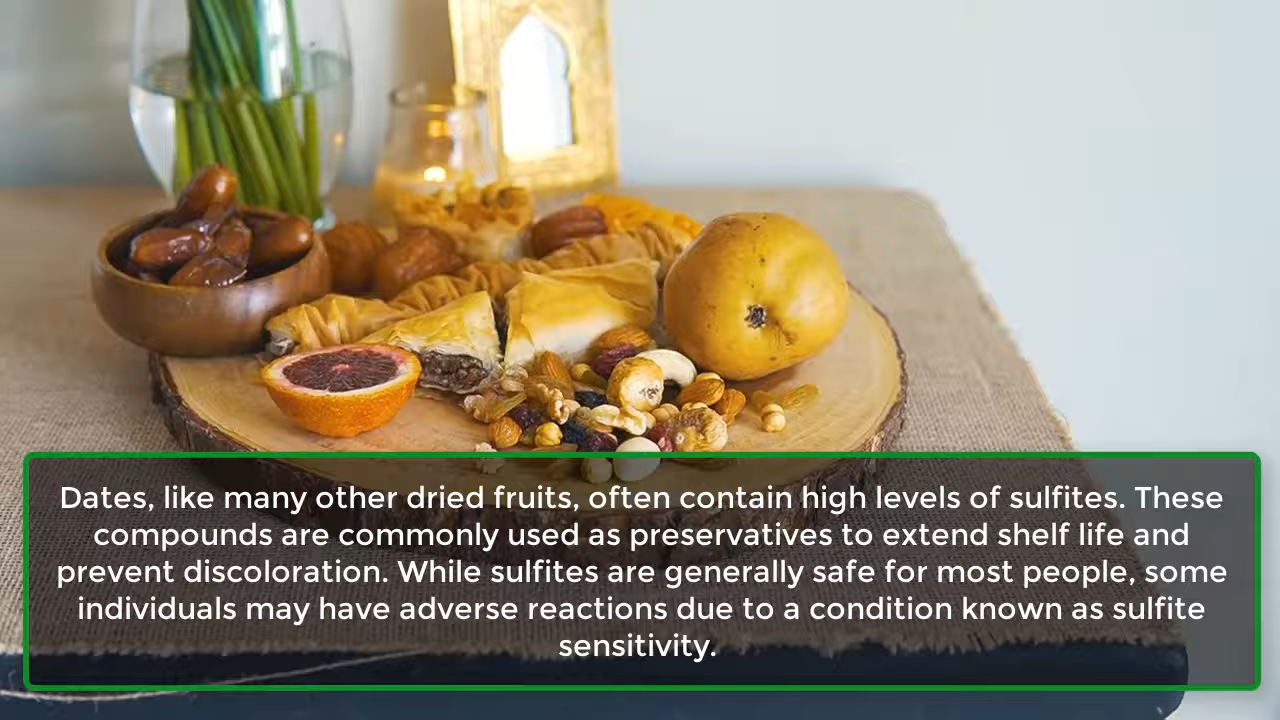 Dates, like many other dried fruits, often contain high levels of sulfites. These
compounds are commonly used as preservatives to extend shelf life and
prevent discoloration. While sulfites are generally safe for most people, some
individuals may have adverse reactions due to a condition known as sulfite
sensitivity.